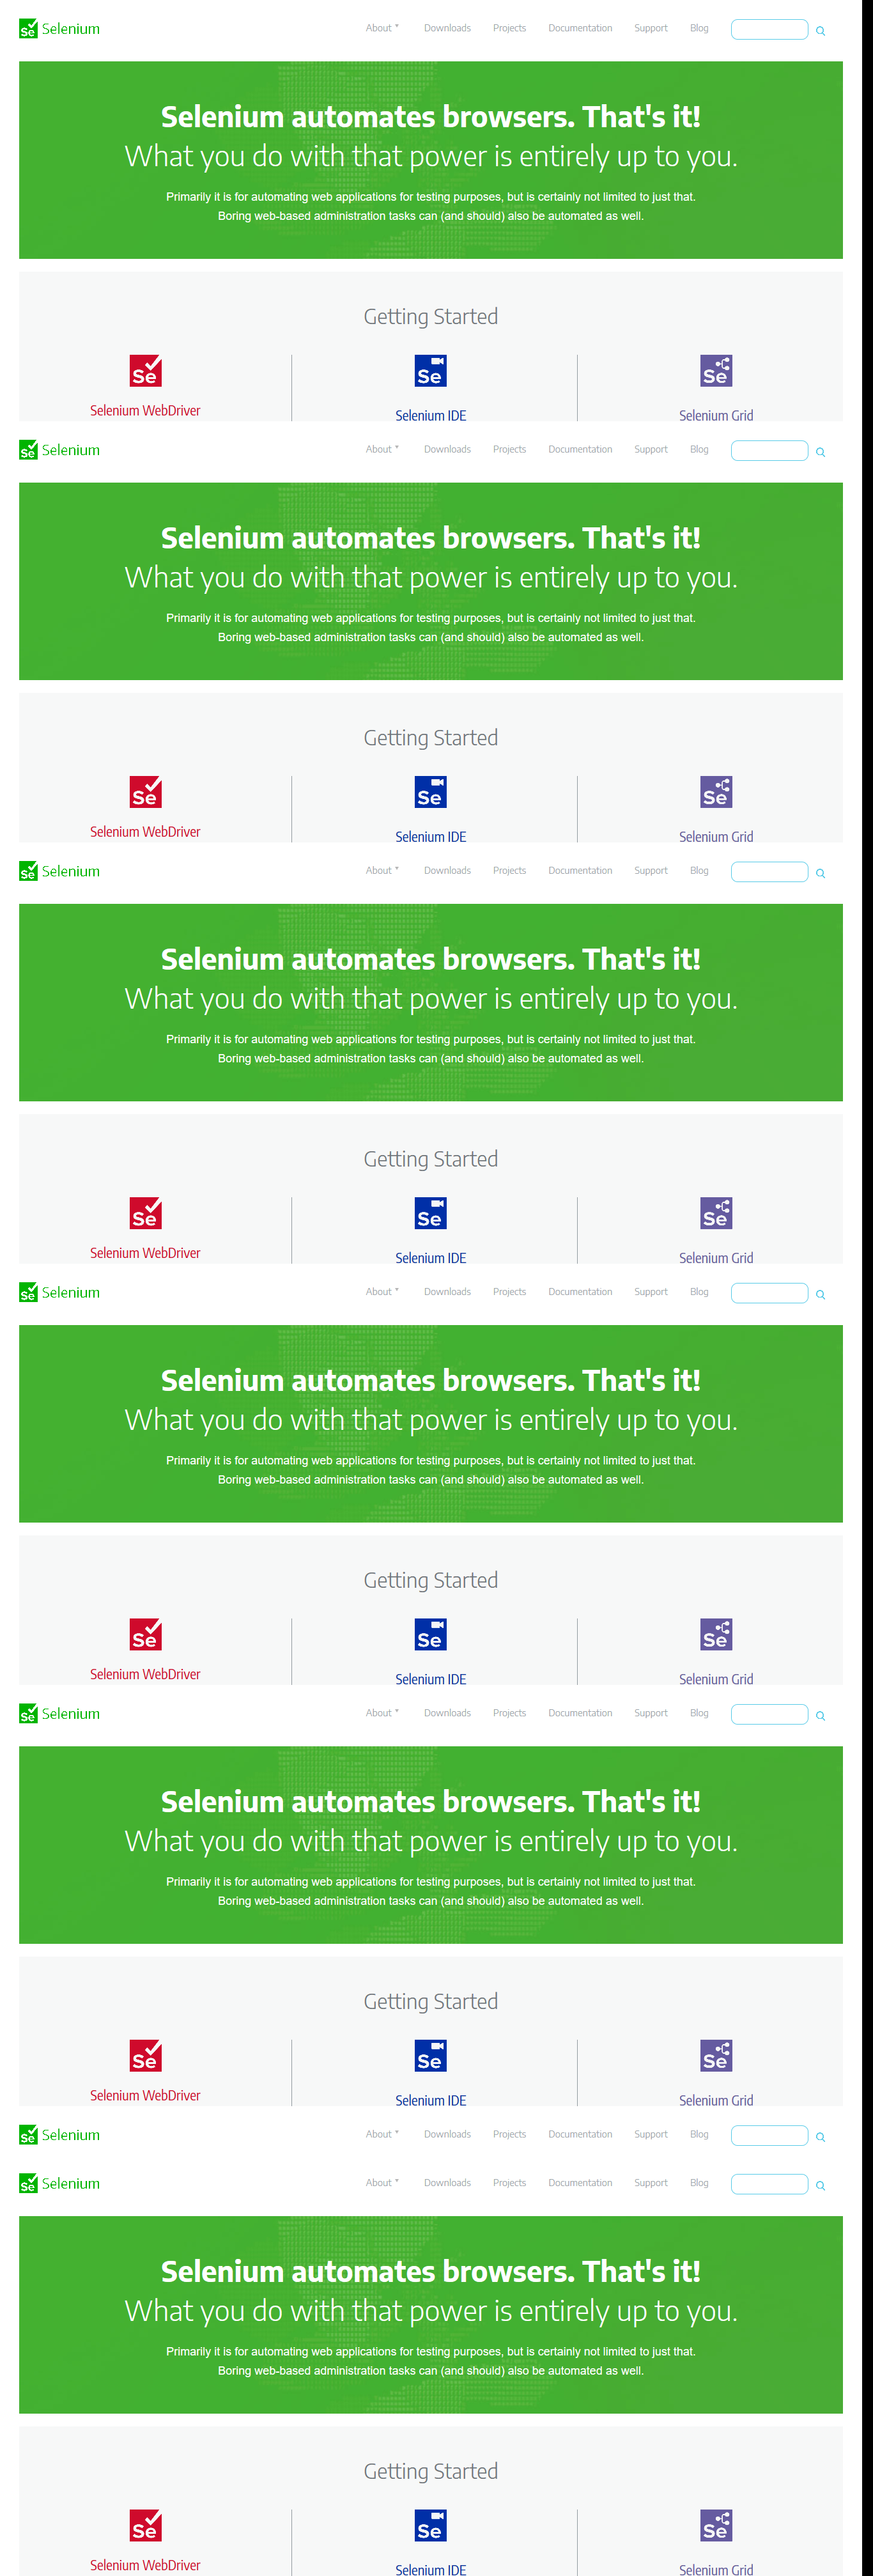 Se Selenium About ▾ Downloads Projects Documentation Support Blog
Selenium automates browsers. That's it!
What you do with that power is entirely up to you.
Primarily it is for automating web applications for testing purposes, but is certainly not limited to just that.
Boring web-based administration tasks can (and should) also be automated as well.
Getting Started
Se Se Se
Selenium WebDriver Selenium IDE Selenium Grid
Se Selenium About ▾ Downloads Projects Documentation Support Blog
Selenium automates browsers. That's it!
What you do with that power is entirely up to you.
Primarily it is for automating web applications for testing purposes, but is certainly not limited to just that.
Boring web-based administration tasks can (and should) also be automated as well.
Getting Started
Se Se Se
Selenium WebDriver Selenium IDE Selenium Grid
Se Selenium About ▾ Downloads Projects Documentation Support Blog
Selenium automates browsers. That's it!
What you do with that power is entirely up to you.
Primarily it is for automating web applications for testing purposes, but is certainly not limited to just that.
Boring web-based administration tasks can (and should) also be automated as well.
Getting Started
Se Se Se
Selenium WebDriver Selenium IDE Selenium Grid
Se Selenium About ▾ Downloads Projects Documentation Support Blog
Selenium automates browsers. That's it!
What you do with that power is entirely up to you.
Primarily it is for automating web applications for testing purposes, but is certainly not limited to just that.
Boring web-based administration tasks can (and should) also be automated as well.
Getting Started
Se Se Se
Selenium WebDriver Selenium IDE Selenium Grid
Se Selenium About ▾ Downloads Projects Documentation Support Blog
Selenium automates browsers. That's it!
What you do with that power is entirely up to you.
Primarily it is for automating web applications for testing purposes, but is certainly not limited to just that.
Boring web-based administration tasks can (and should) also be automated as well.
Getting Started
Se Se Se
Selenium WebDriver Selenium IDE Selenium Grid
Se Selenium About ▾ Downloads Projects Documentation Support Blog
Se Selenium About ▾ Downloads Projects Documentation Support Blog
Selenium automates browsers. That's it!
What you do with that power is entirely up to you.
Primarily it is for automating web applications for testing purposes, but is certainly not limited to just that.
Boring web-based administration tasks can (and should) also be automated as well.
Getting Started
Se Se Se
Selenium WebDriver Selenium IDE Selenium Grid